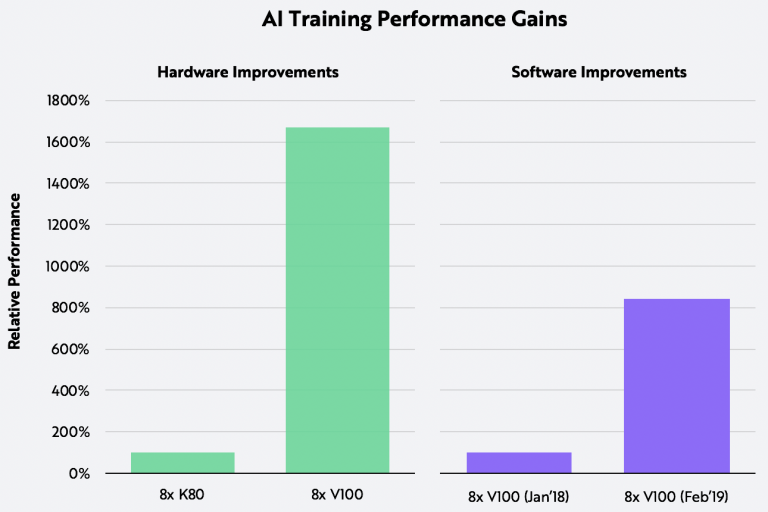 AI Training Performance Gains
Hardware Improvements
Software Improvements
Relative Performance
1800%
1600%
1400%
1200%
1000%
800%
600%
400%
200%
0%
8x K80
8x V100
8x V100 (Jan'18)
8x V100 (Feb'19)